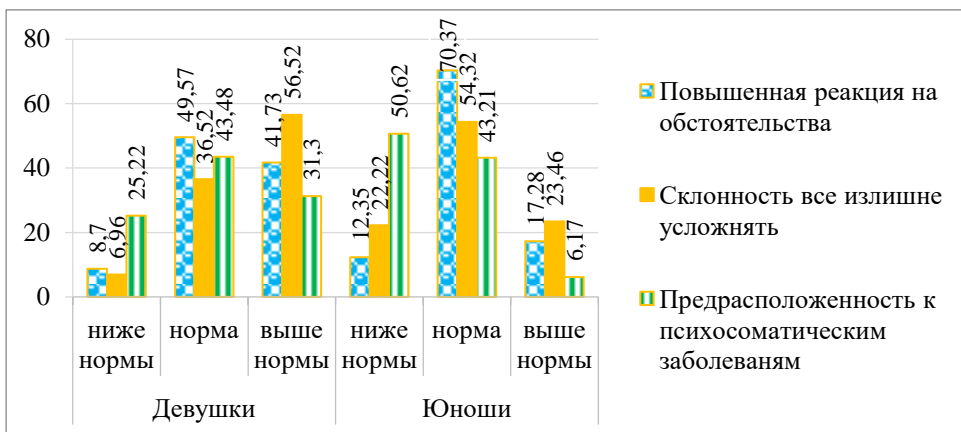 80
60
40
20
0
8,7
6,96
25,22
49,57
36,52
43,48
41,73
56,52
31,3
12,35
22,22
50,62
70,37
54,32
43,21
17,28
23,46
6,17
ниже нормы
норма
выше нормы
ниже нормы
норма
выше нормы
Девушки
Юноши
Повышенная реакция на
обстоятельства
Склонность все излишне
усложнять
Предрасположенность к
психосоматическим
заболеваням